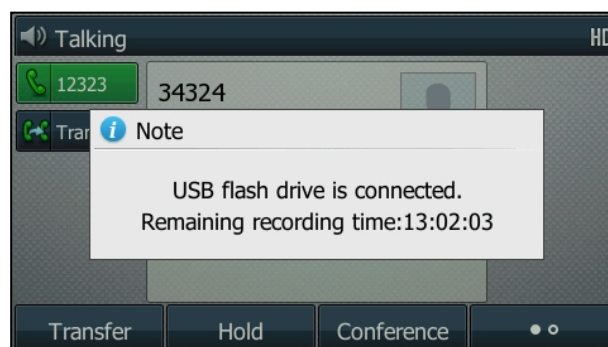 Talking
HD
12323
34324
Tran
Note
USB flash drive is connected.
Remaining recording time:13:02:03
Transfer
Hold
Conference